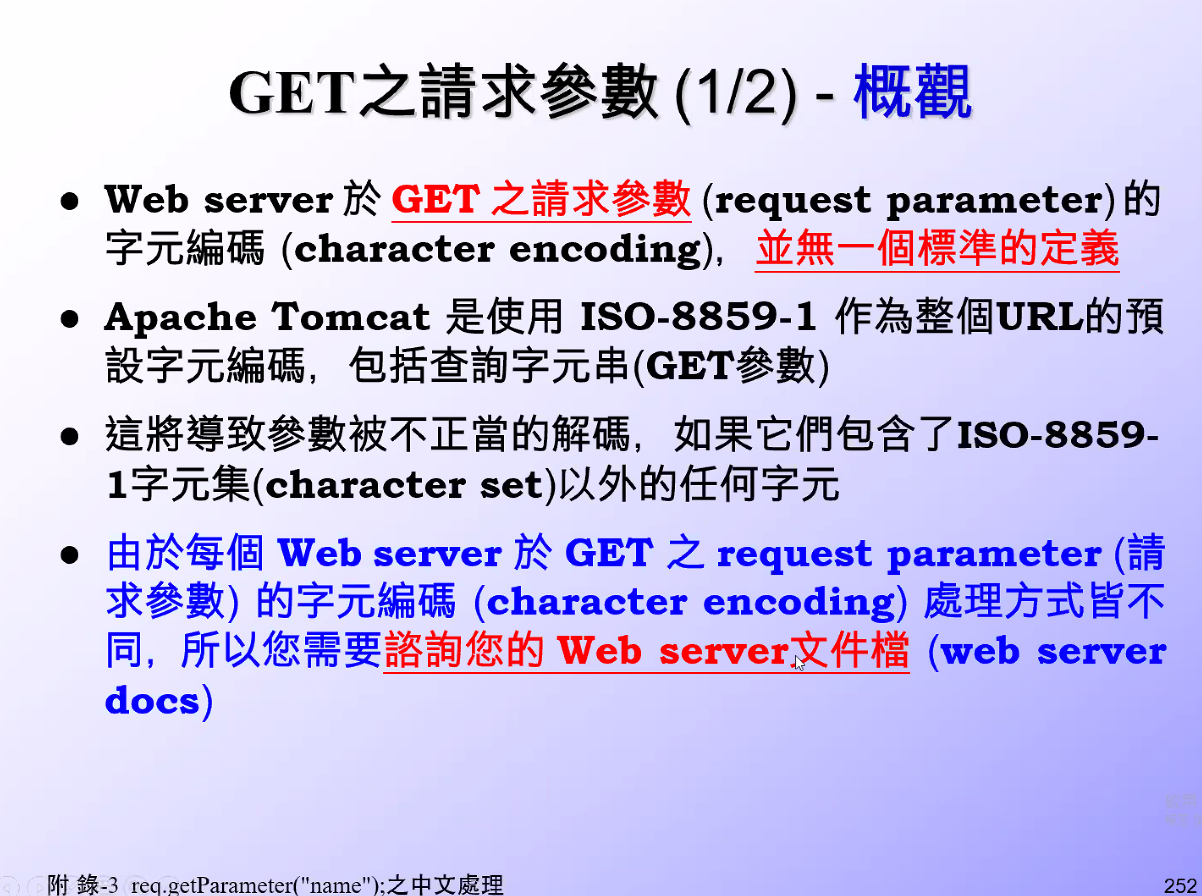 GET之請求參數 (1/2) - 概觀
● Web server 於 GET 之請求參數 (request parameter) 的
字元編碼 (character encoding)， 並無一個標準的定義
● Apache Tomcat 是使用 ISO-8859-1 作為整個URL的預
設字元編碼，包括查詢字元串(GET參數)
● 這將導致參數被不正當的解碼，如果它們包含了ISO-8859-
1字元集(character set)以外的任何字元
● 由於每個 Web server 於 GET 之 request parameter (請
求參數) 的字元編碼 (character encoding) 處理方式皆不
同，所以您需要諮詢您的 Web server文件檔 (web server
docs)
附 錄-3 req.getParameter("name");之中文處理
252